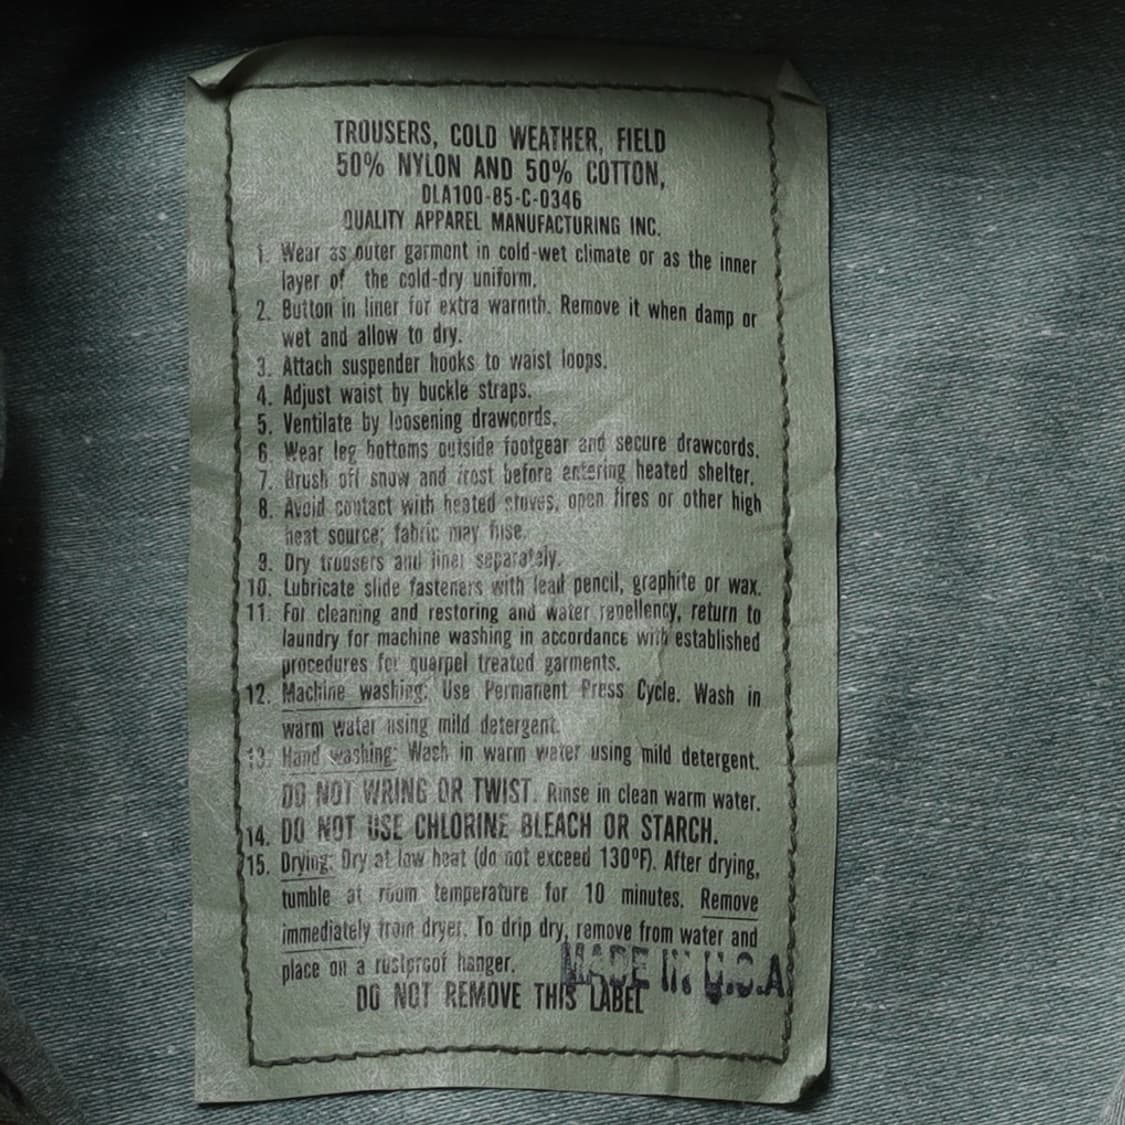 TROUSERS, COLD WEATHER, FIELD
50% NYLON AND 50% COTTON,
DLA100-85-C-0346
QUALITY APPAREL MANUFACTURING INC.
1. Wear as outer garment in cold-wet climate or as the inner
layer of the cold-dry uniform.
2. Button in liner for extra warmth. Remove it when damp or
wet and allow to dry.
3. Attach suspender hooks to waist loops.
4. Adjust waist by buckle straps.
5. Ventilate by loosening drawcords.
6. Wear leg bottoms outside footgear and secure drawcords.
7. Brush off snow and frost before entering heated shelter.
8. Avoid contact with heated stoves, open fires or other high
heat source; fabric may fuse.
9. Dry trousers and liner separately.
10. Lubricate slide fasteners with lead pencil, graphite or wax.
11. For cleaning and restoring and water repellency, return to
laundry for machine washing in accordance with established
procedures for quarpel treated garments.
12. Machine washing: Use Permanent Press Cycle. Wash in
warm water using mild detergent.
13. Hand washing: Wash in warm water using mild detergent.
DO NOT WRING OR TWIST. Rinse in clean warm water.
14. DO NOT USE CHLORINE BLEACH OR STARCH.
15. Drying: Dry at low heat (do not exceed 130ºF). After drying,
tumble at room temperature for 10 minutes. Remove
immediately from dryer. To drip dry, remove from water and
place on a rustproof hanger.
MADE IN U.S.A
DO NOT REMOVE THIS LABEL